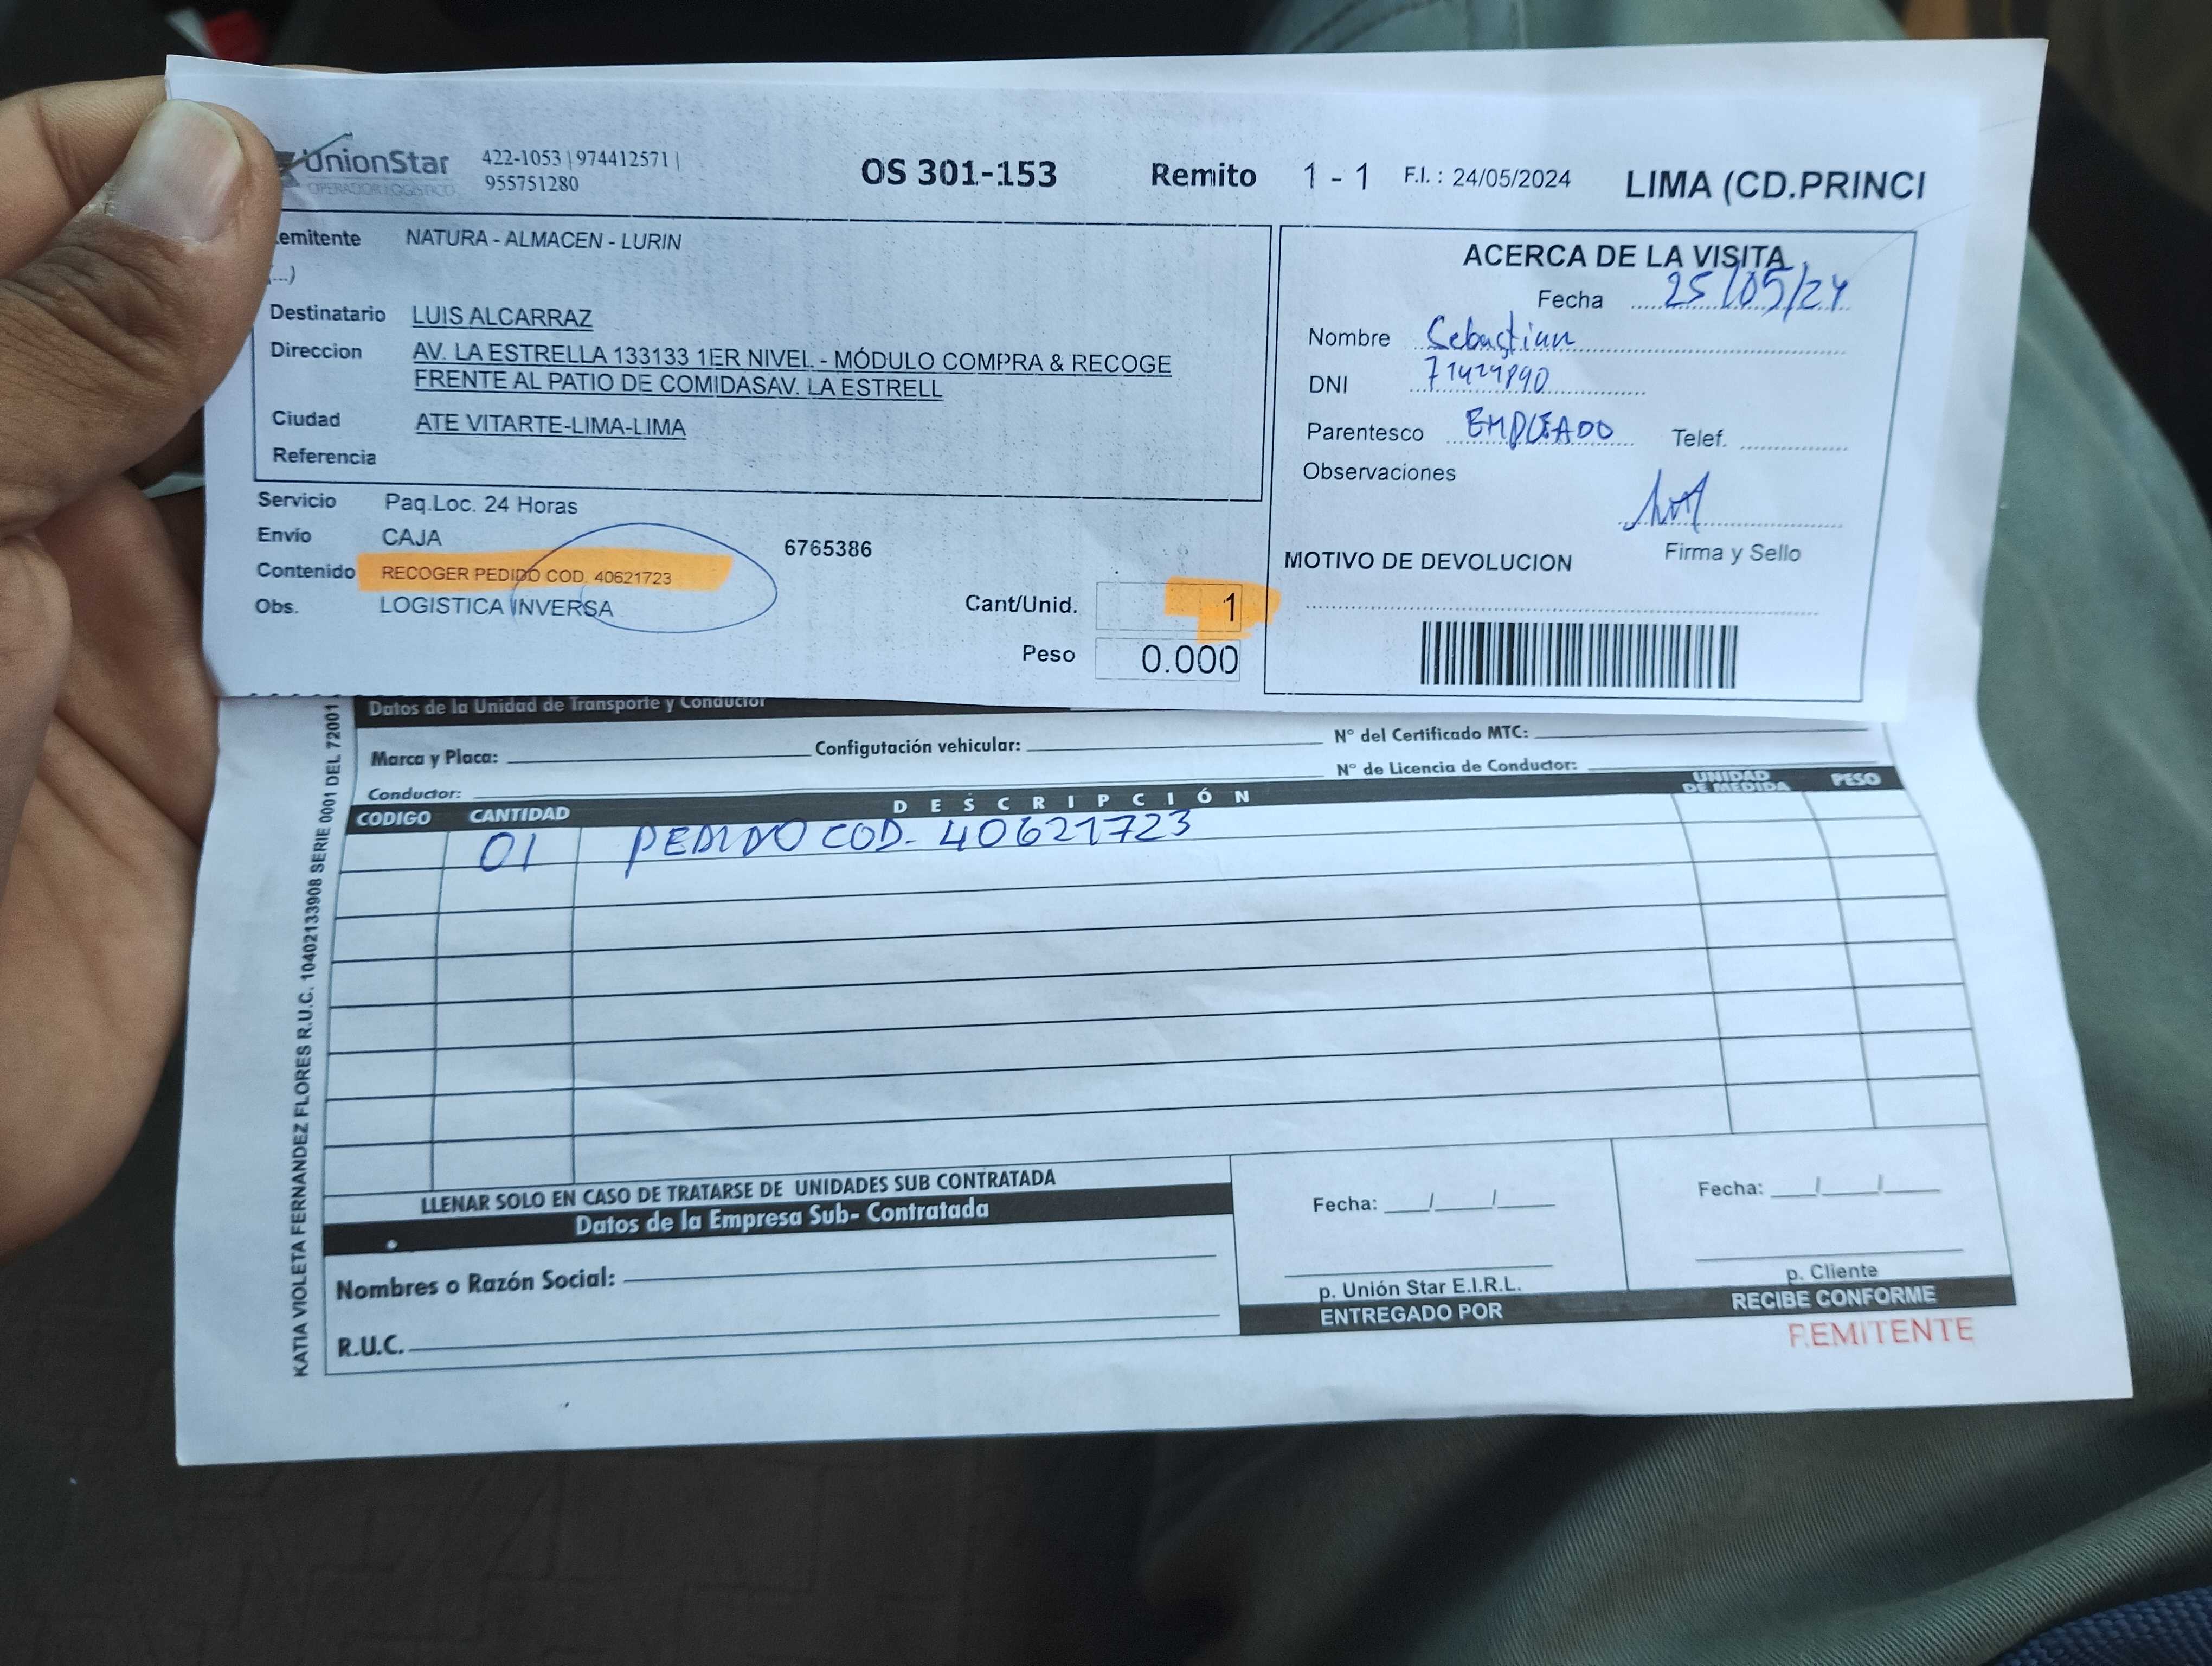 UnionStar
OPERADOR LOGISTICO
422-1053 | 974412571 |
955751280
OS 301-153
Remito 1 - 1
F.I. : 24/05/2024
LIMA (CD.PRINCI
emitente NATURA - ALMACEN - LURIN
(...)
Destinatario LUIS ALCARRAZ
Direccion AV. LA ESTRELLA 133133 1ER NIVEL - MÓDULO COMPRA & RECOGE
FRENTE AL PATIO DE COMIDASAV. LA ESTRELL
Ciudad ATE VITARTE-LIMA-LIMA
Referencia
Servicio Paq.Loc. 24 Horas
Envío CAJA
6765386
Contenido RECOGER PEDIDO COD. 40621723
Obs. LOGISTICA INVERSA
Cant/Unid. 1
Peso 0.000
ACERCA DE LA VISITA
Fecha 25/05/24
Nombre Sebastian
DNI
Parentesco EMPLEADO Telef.
Observaciones
Firma y Sello
MOTIVO DE DEVOLUCION
Datos de la Unidad de Transporte y Conductor
Marca y Placa: Configutación vehicular: N° del Certificado MTC:
Conductor: N° de Licencia de Conductor:
CODIGO CANTIDAD DESCRIPCIÓN UNIDAD DE MEDIDA PESO
01 PEDIDO COD. 40621723
LLENAR SOLO EN CASO DE TRATARSE DE UNIDADES SUB CONTRATADA
Datos de la Empresa Sub- Contratada
Nombres o Razón Social:
R.U.C.
Fecha: ___/___/___
p. Unión Star E.I.R.L.
ENTREGADO POR
Fecha: ___/___/___
p. Cliente
RECIBE CONFORME
REMITENTE
KATIA VIOLETA FERNANDEZ FLORES R.U.C. 10402133908 SERIE 0001 DEL 72001